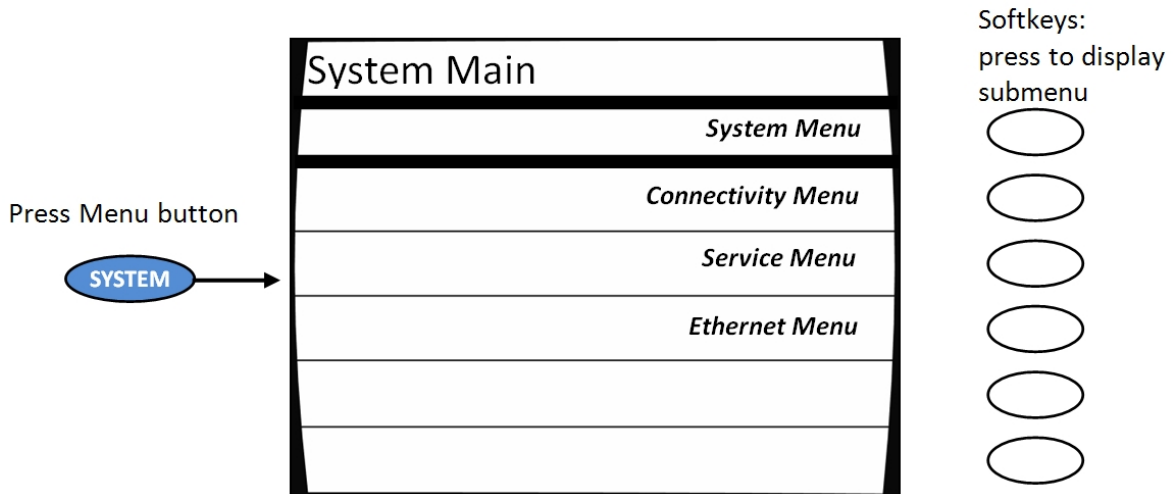 Softkeys:
press to display
submenu
System Main
System Menu
Connectivity Menu
Press Menu button
Service Menu
SYSTEM
Ethernet Menu